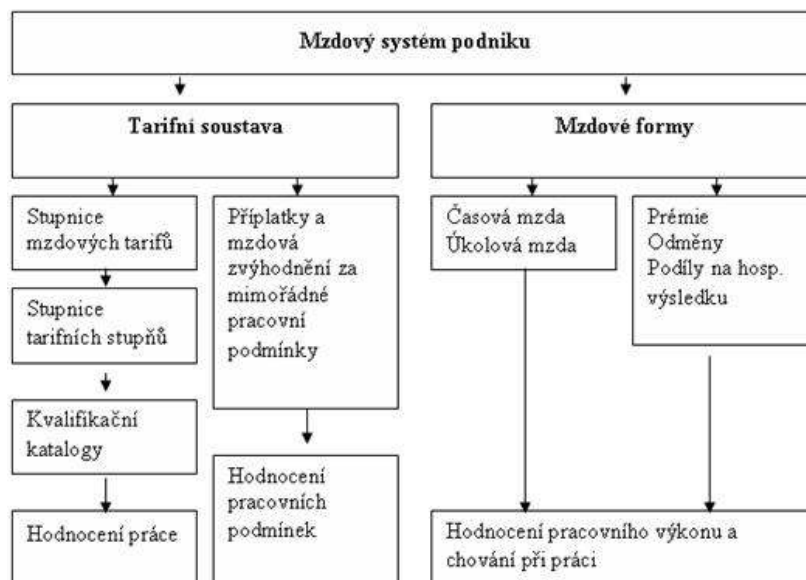 Mzdový systém podniku
Tarifní soustava
Mzdové formy
Stupnice
mzdových tarifů
Příplatky a
mzdová
zvýhodnění za
mimořádné
pracovní
podmínky
Časová mzda
Úkolová mzda
Prémie
Odměny
Podíly na hosp.
výsledku
Stupnice
tarifních stupňů
Kvalifikační
katalogy
Hodnocení
pracovních
podmínek
Hodnocení práce
Hodnocení pracovního výkonu a
chování při práci